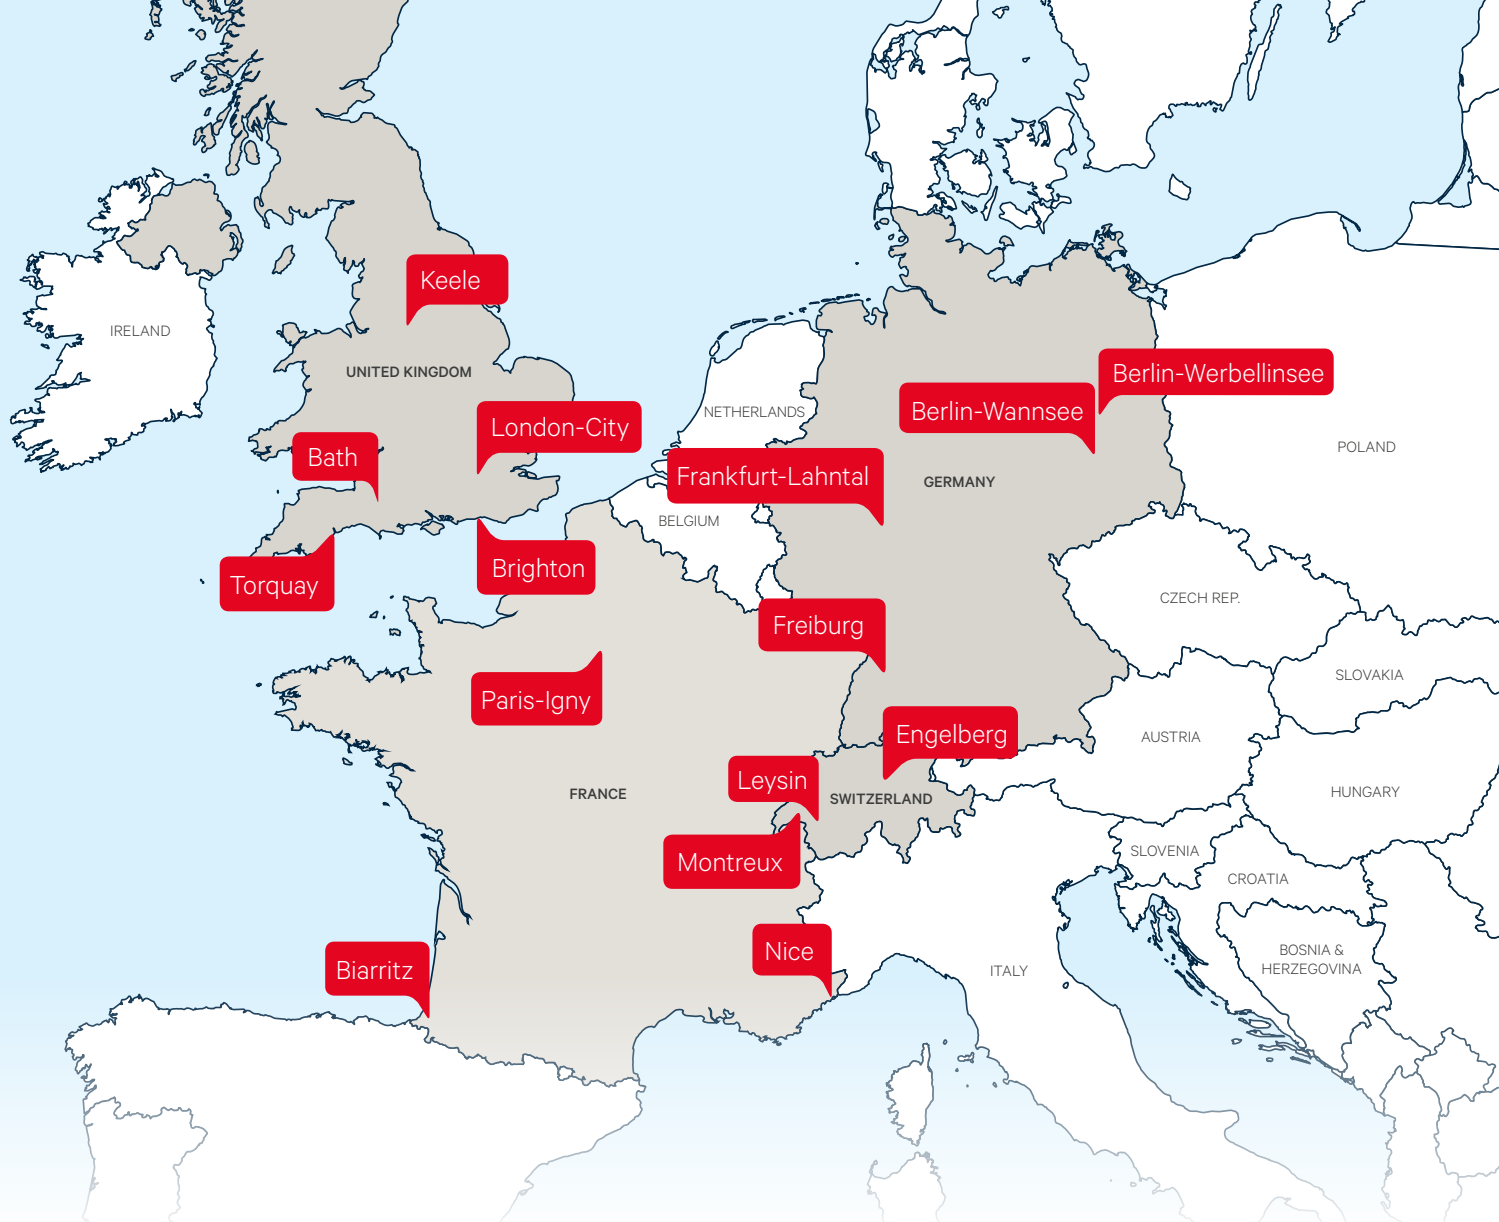 Keele
IRELAND
UNITED KINGDOM
Berlin-Werbellinsee
NETHERLANDS
Berlin-Wannsee
London-City
POLAND
Bath
Frankfurt-Lahntal
GERMANY
BELGIUM
Brighton
Torquay
CZECH REP.
Freiburg
SLOVAKIA
Paris-Igny
Engelberg
AUSTRIA
Leysin
FRANCE
SWITZERLAND
HUNGARY
SLOVENIA
Montreux
CROATIA
Nice
BOSNIA &
HERZEGOVINA
Biarritz
ITALY